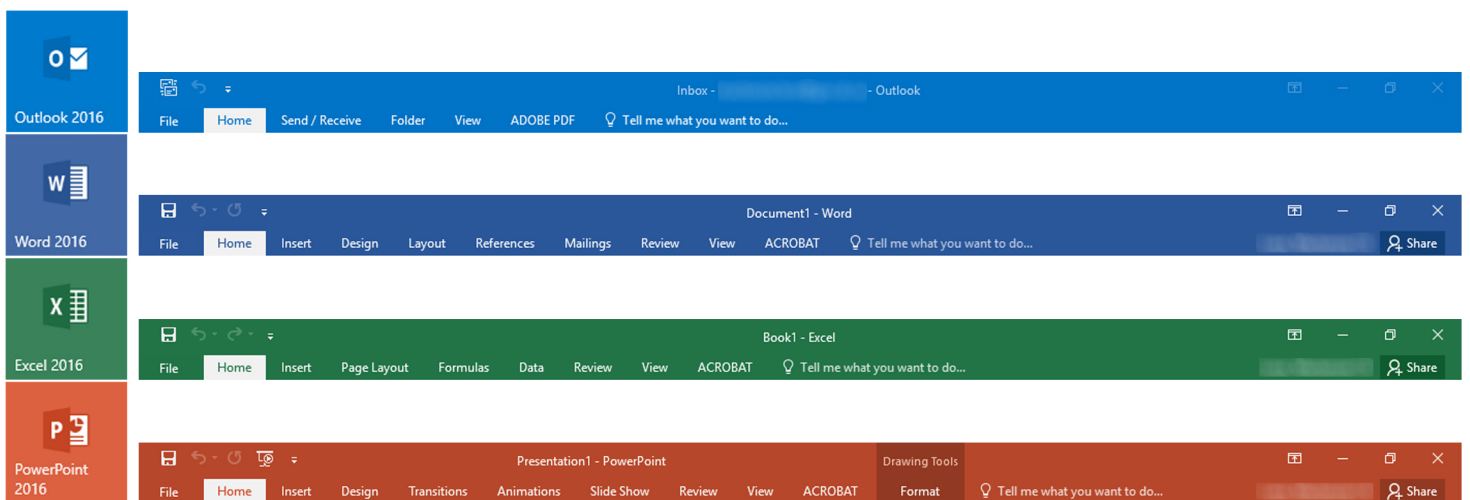 O
Outlook 2016
Inbox - - Outlook
File Home Send / Receive Folder View ADOBE PDF Tell me what you want to do...
W
Word 2016
Document1 - Word
File Home Insert Design Layout References Mailings Review View ACROBAT Tell me what you want to do... Share
X
Excel 2016
Book1 - Excel
File Home Insert Page Layout Formulas Data Review View ACROBAT Tell me what you want to do... Share
P
PowerPoint
2016
Presentation1 - PowerPoint Drawing Tools
File Home Insert Design Transitions Animations Slide Show Review View ACROBAT Format Tell me what you want to do... Share